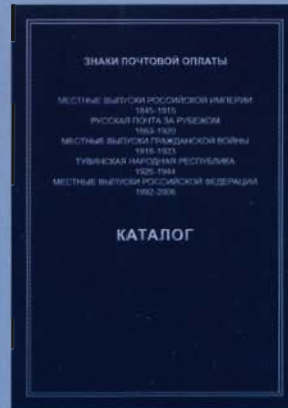 ЗНАКИ ПОЧТОВОЙ ОПЛАТЫ
МЕСТНЫЕ ВЫПУСКИ РОССИЙСКОЙ ИМПЕРИИ
1845-1915
РУССКАЯ ПОЧТА ЗА РУБЕЖОМ
1863-1920
МЕСТНЫЕ ВЫПУСКИ ГРАЖДАНСКОЙ ВОЙНЫ
1918-1923
ТУВИНСКАЯ НАРОДНАЯ РЕСПУБЛИКА
1926-1944
МЕСТНЫЕ ВЫПУСКИ РОССИЙСКОЙ ФЕДЕРАЦИИ
1992-2006
КАТАЛОГ